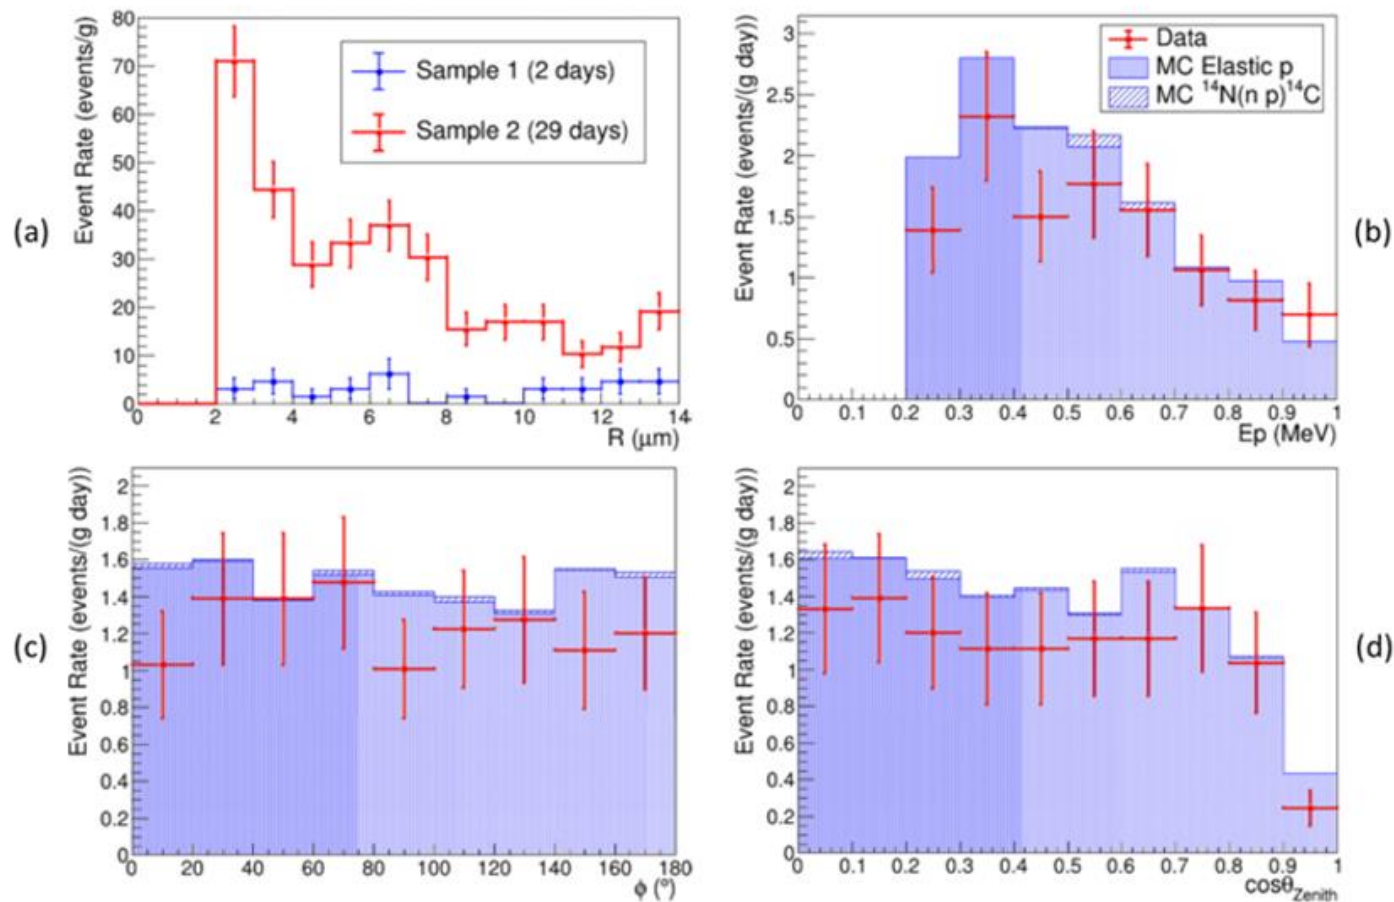 (a)
Event Rate (events/g)
80
70
60
50
40
30
20
10
0
Sample 1 (2 days)
Sample 2 (29 days)
0 2 4 6 8 10 12 14
R (μm)
(b)
Event Rate (events/(g day))
3
2.5
2
1.5
1
0.5
0
Data
MC Elastic p
MC ¹⁴N(n p)¹⁴C
0 0.1 0.2 0.3 0.4 0.5 0.6 0.7 0.8 0.9 1
Ep (MeV)
(c)
Event Rate (events/(g day))
2
1.8
1.6
1.4
1.2
1
0.8
0.6
0.4
0.2
0
0 20 40 60 80 100 120 140 160 180
ϕ (°)
(d)
Event Rate (events/(g day))
2
1.8
1.6
1.4
1.2
1
0.8
0.6
0.4
0.2
0
0 0.1 0.2 0.3 0.4 0.5 0.6 0.7 0.8 0.9 1
cosθ_Zenith